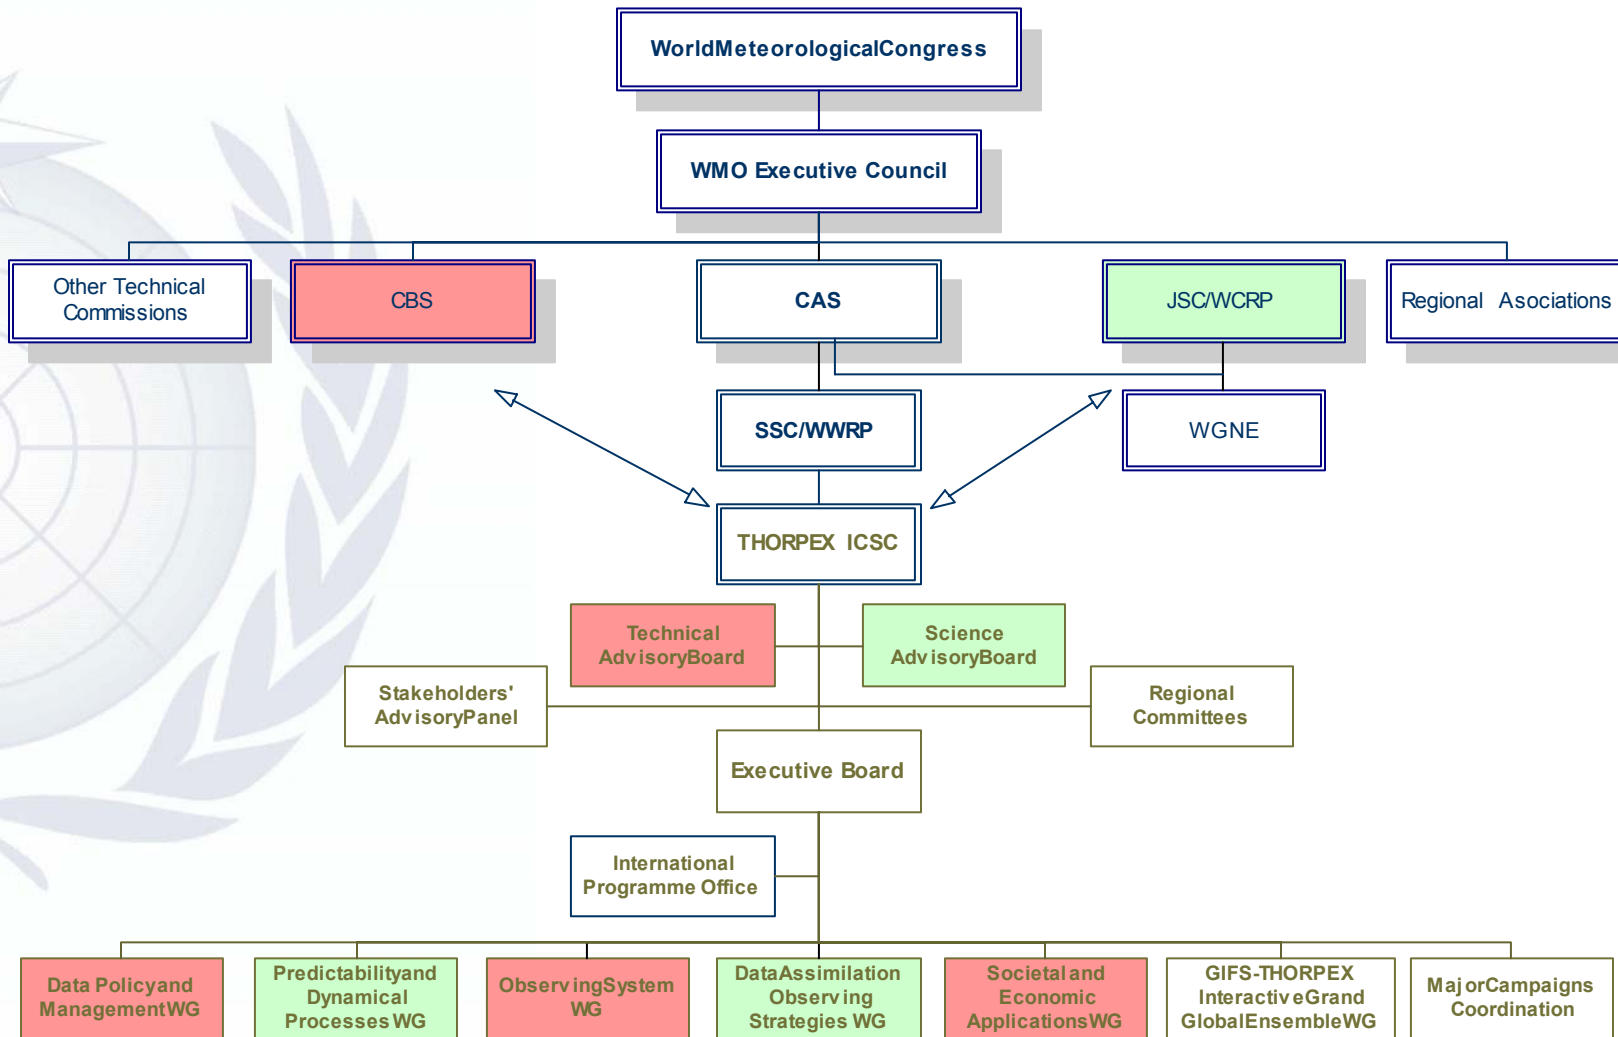 WorldMeteorologicalCongress
WMO Executive Council
Other Technical
Commissions
CBS
CAS
JSC/WCRP
Regional Asociations
SSC/WWRP
WGNE
THORPEX ICSC
Technical
AdvisoryBoard
Science
AdvisoryBoard
Stakeholders'
AdvisoryPanel
Regional
Committees
Executive Board
International
Programme Office
Data Policyand
ManagementWG
Predictabilityand
Dynamical
Processes WG
ObservingSystem
WG
DataAssimilation
Observing
Strategies WG
Societaland
Economic
ApplicationsWG
GIFS-THORPEX
InteractiveGrand
GlobalEnsembleWG
MajorCampaigns
Coordination